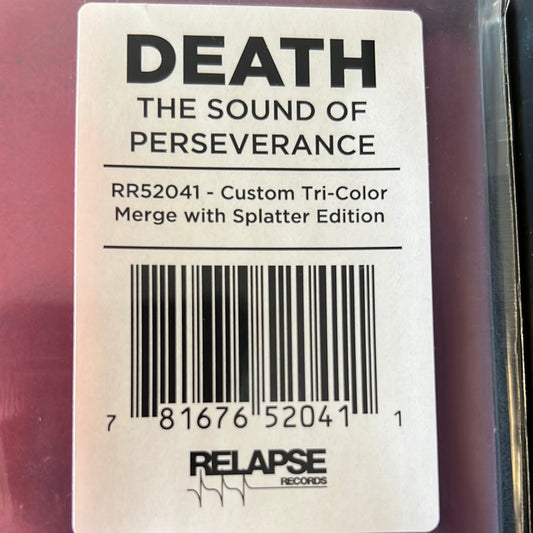 DEATH
THE SOUND OF
PERSEVERANCE
RR52041 - Custom Tri-Color
Merge with Splatter Edition
7 81676 52041 1
RELAPSE
RECORDS